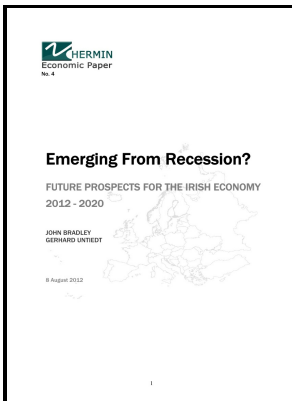 HERMIN
Economic Paper
No. 4
Emerging From Recession?
FUTURE PROSPECTS FOR THE IRISH ECONOMY
2012 - 2020
JOHN BRADLEY
GERHARD UNTIEDT
8 August 2012
1